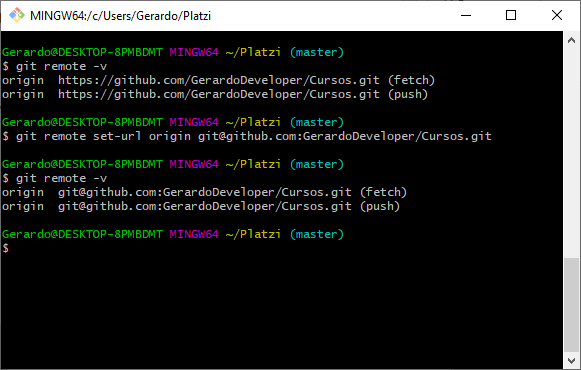 MINGW64:/c/Users/Gerardo/Platzi
Gerardo@DESKTOP-8PMBDMT MINGW64 ~/Platzi (master)
$ git remote -v
origin  https://github.com/GerardoDeveloper/Cursos.git (fetch)
origin  https://github.com/GerardoDeveloper/Cursos.git (push)
Gerardo@DESKTOP-8PMBDMT MINGW64 ~/Platzi (master)
$ git remote set-url origin git@github.com:GerardoDeveloper/Cursos.git
Gerardo@DESKTOP-8PMBDMT MINGW64 ~/Platzi (master)
$ git remote -v
origin  git@github.com:GerardoDeveloper/Cursos.git (fetch)
origin  git@github.com:GerardoDeveloper/Cursos.git (push)
Gerardo@DESKTOP-8PMBDMT MINGW64 ~/Platzi (master)
$